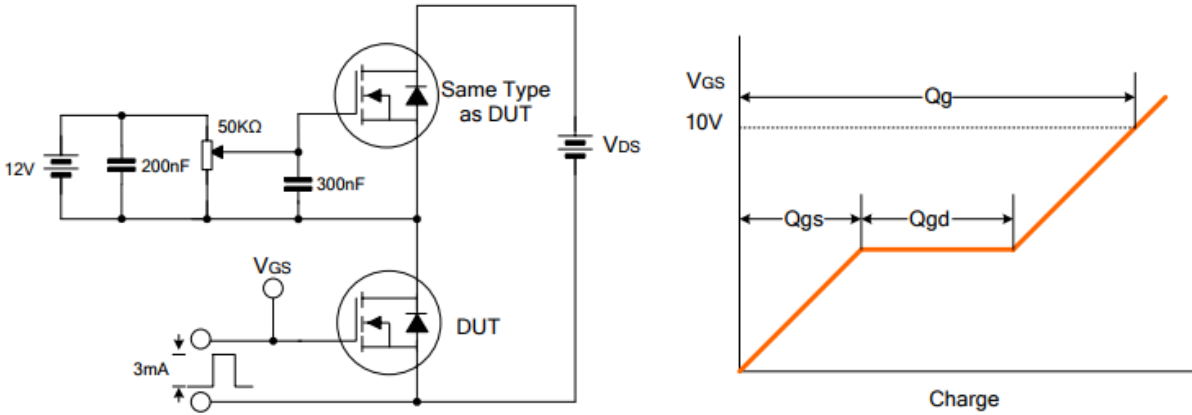 Same Type
as DUT
50KΩ
12V
200nF
300nF
VDS
VGS
DUT
3mA
VGS
10V
Qg
Qgs
Qgd
Charge